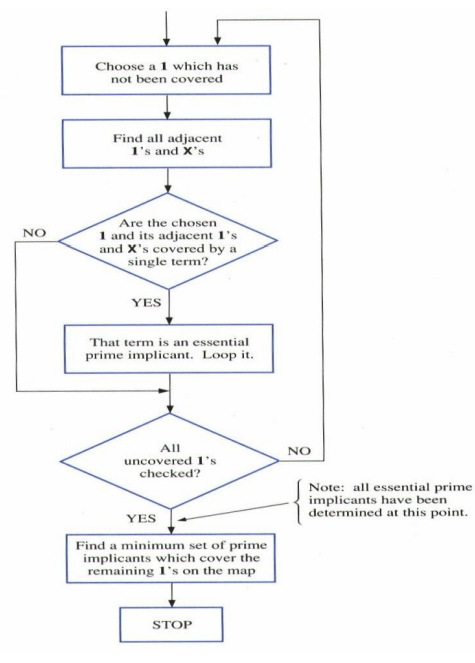 Choose a 1 which has
not been covered
Find all adjacent
1's and X's
Are the chosen
1 and its adjacent 1's
and X's covered by a
single term?
NO
YES
That term is an essential
prime implicant. Loop it.
All
uncovered 1's
checked?
NO
YES
Note: all essential prime
implicants have been
determined at this point.
Find a minimum set of prime
implicants which cover the
remaining 1's on the map
STOP